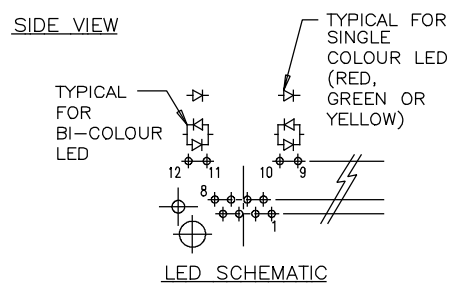 SIDE VIEW
TYPICAL FOR
SINGLE
COLOUR LED
(RED,
GREEN OR
YELLOW)
TYPICAL
FOR
BI-COLOUR
LED
12 11 10 9
8
1
LED SCHEMATIC